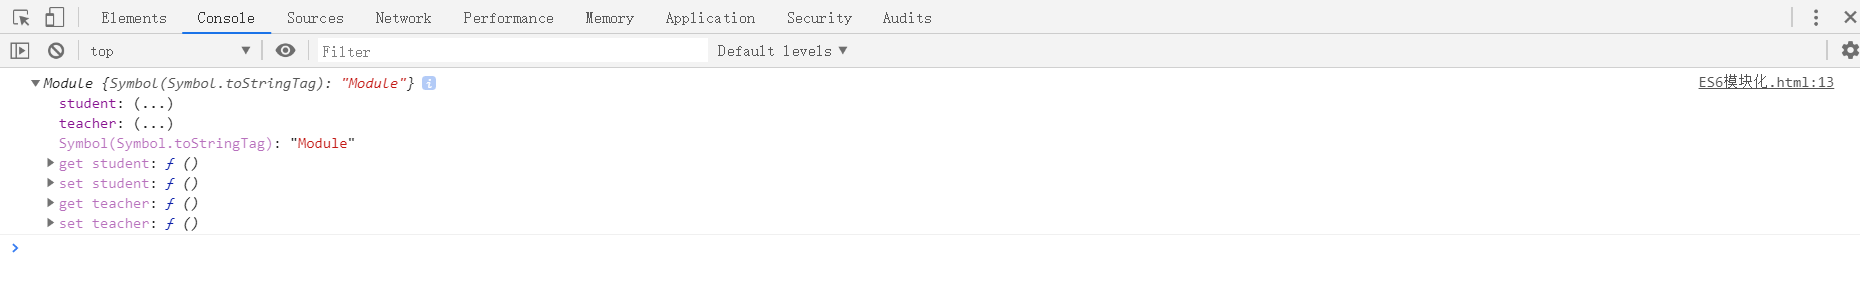 Elements Console Sources Network Performance Memory Application Security Audits
top Filter Default levels
Module {Symbol(Symbol.toStringTag): "Module"} i ES6模块化.html:13
student: (...)
teacher: (...)
Symbol(Symbol.toStringTag): "Module"
get student: ƒ ()
set student: ƒ ()
get teacher: ƒ ()
set teacher: ƒ ()